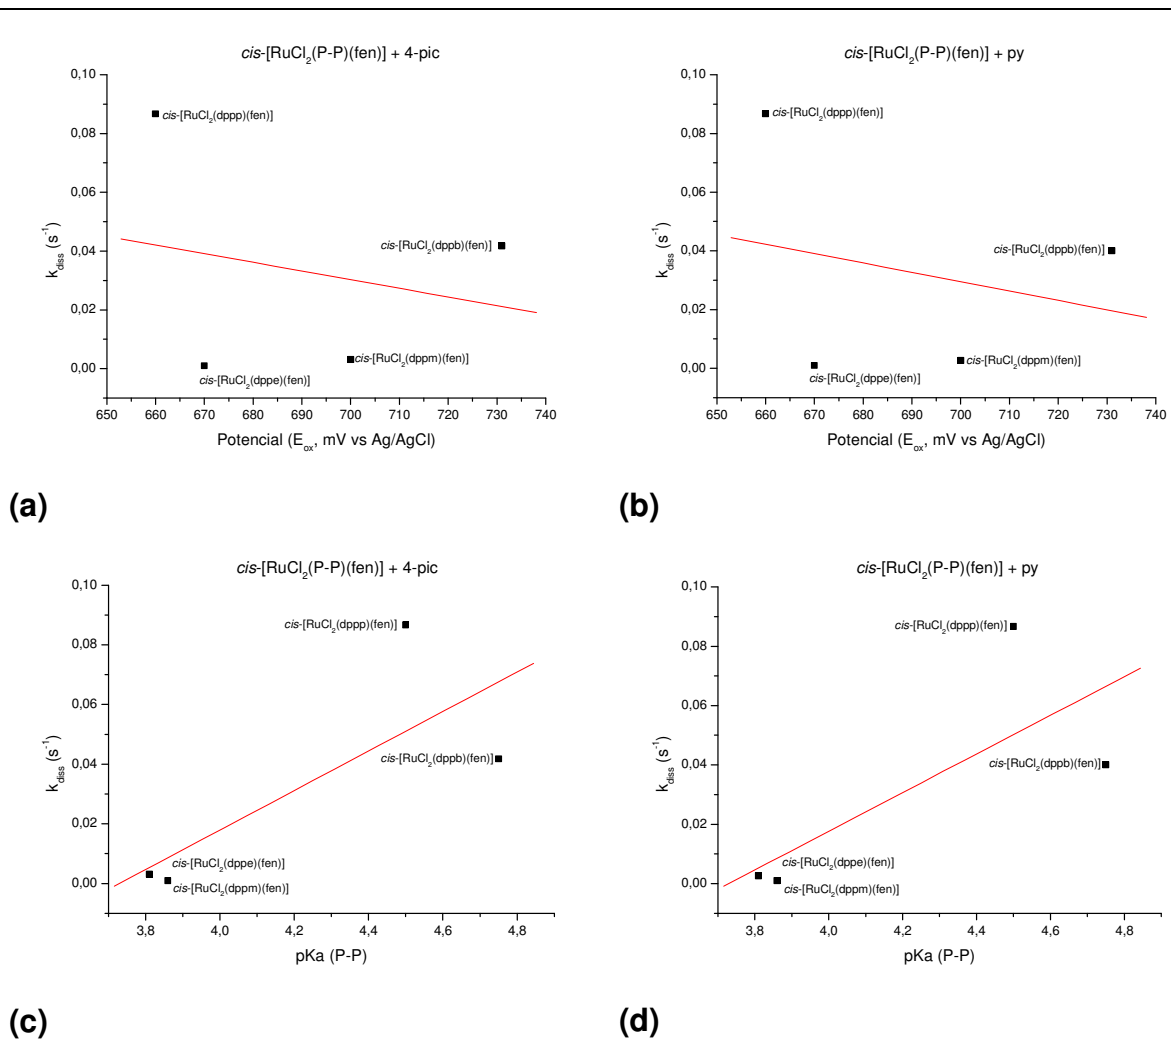 cis-[RuCl2(P-P)(fen)] + 4-pic
0,10
0,08
0,06
0,04
0,02
0,00
kdiss (s-1)
cis-[RuCl2(dppp)(fen)]
cis-[RuCl2(dppb)(fen)]
cis-[RuCl2(dppm)(fen)]
cis-[RuCl2(dppe)(fen)]
650 660 670 680 690 700 710 720 730 740
Potencial (Eox, mV vs Ag/AgCl)
(a)
cis-[RuCl2(P-P)(fen)] + py
0,10
0,08
0,06
0,04
0,02
0,00
kdiss (s-1)
cis-[RuCl2(dppp)(fen)]
cis-[RuCl2(dppb)(fen)]
cis-[RuCl2(dppm)(fen)]
cis-[RuCl2(dppe)(fen)]
650 660 670 680 690 700 710 720 730 740
Potencial (Eox, mV vs Ag/AgCl)
(b)
cis-[RuCl2(P-P)(fen)] + 4-pic
0,10
0,08
0,06
0,04
0,02
0,00
kdiss (s-1)
cis-[RuCl2(dppp)(fen)]
cis-[RuCl2(dppb)(fen)]
cis-[RuCl2(dppe)(fen)]
cis-[RuCl2(dppm)(fen)]
3,8 4,0 4,2 4,4 4,6 4,8
pKa (P-P)
(c)
cis-[RuCl2(P-P)(fen)] + py
0,10
0,08
0,06
0,04
0,02
0,00
kdiss (s-1)
cis-[RuCl2(dppp)(fen)]
cis-[RuCl2(dppb)(fen)]
cis-[RuCl2(dppe)(fen)]
cis-[RuCl2(dppm)(fen)]
3,8 4,0 4,2 4,4 4,6 4,8
pKa (P-P)
(d)